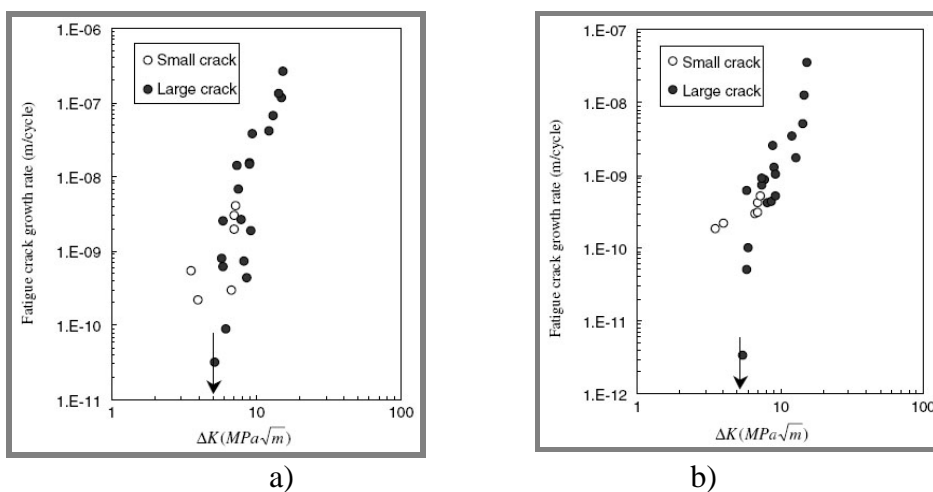 1.E-06
1.E-07
1.E-08
1.E-09
1.E-10
1.E-11
Fatigue crack growth rate (m/cycle)
Small crack
Large crack
1
10
100
ΔK(MPa√m)
a)
1.E-07
1.E-08
1.E-09
1.E-10
1.E-11
1.E-12
Fatigue crack growth rate (m/cycle)
Small crack
Large crack
1
10
100
ΔK(MPa√m)
b)